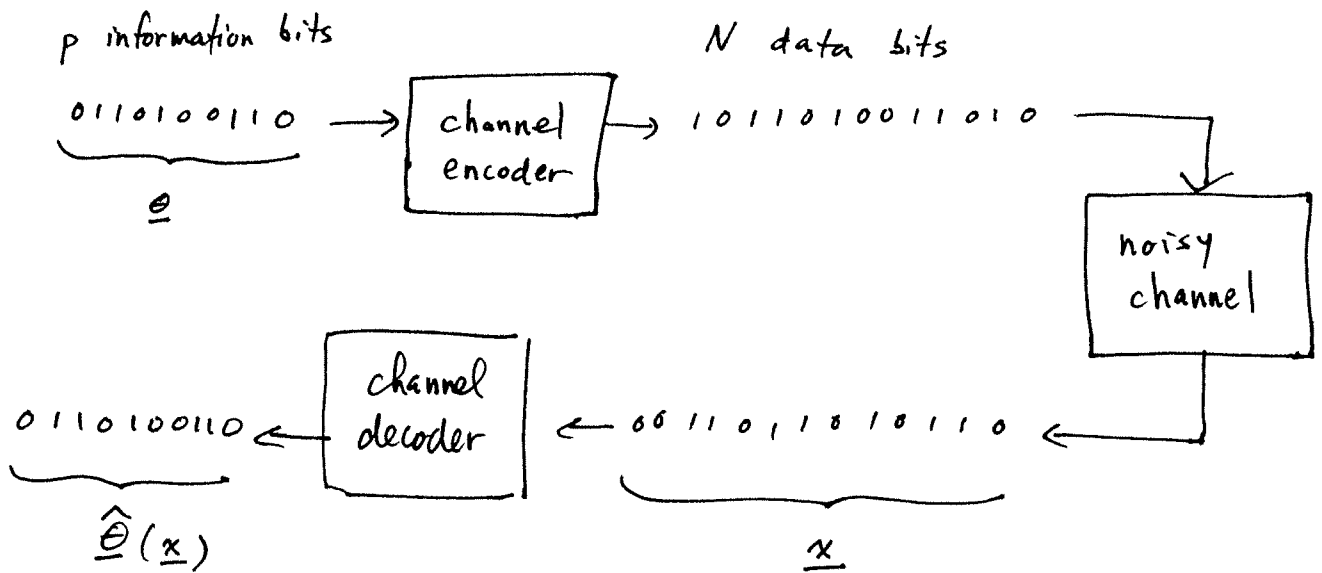 p information bits
N data bits
0110100110
channel
encoder
1011010011010
θ
noisy
channel
channel
decoder
0110100110
0011011010110
θ̂(x)
x